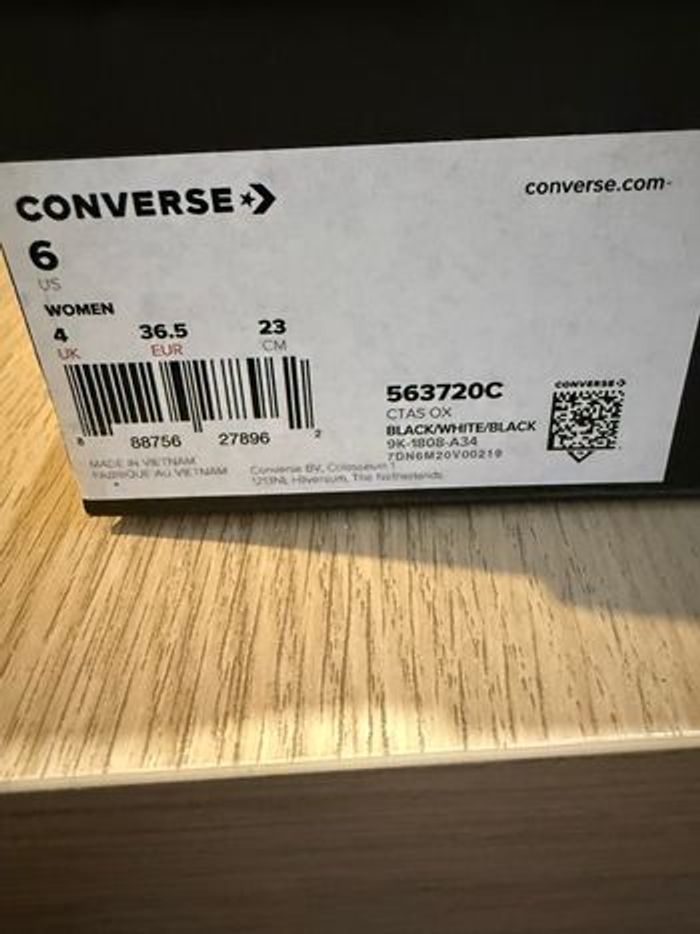 CONVERSE
converse.com
6
US
WOMEN
4 36.5 23
UK EUR CM
8 88756 27896 2
MADE IN VIETNAM
FABRIQUE AU VIETNAM
Converse BV, Colosseum 1
1213NL Hilversum, The Netherlands
563720C
CTAS OX
BLACK/WHITE/BLACK
9K-1808-A34
7DN6M20V00219
CONVERSE